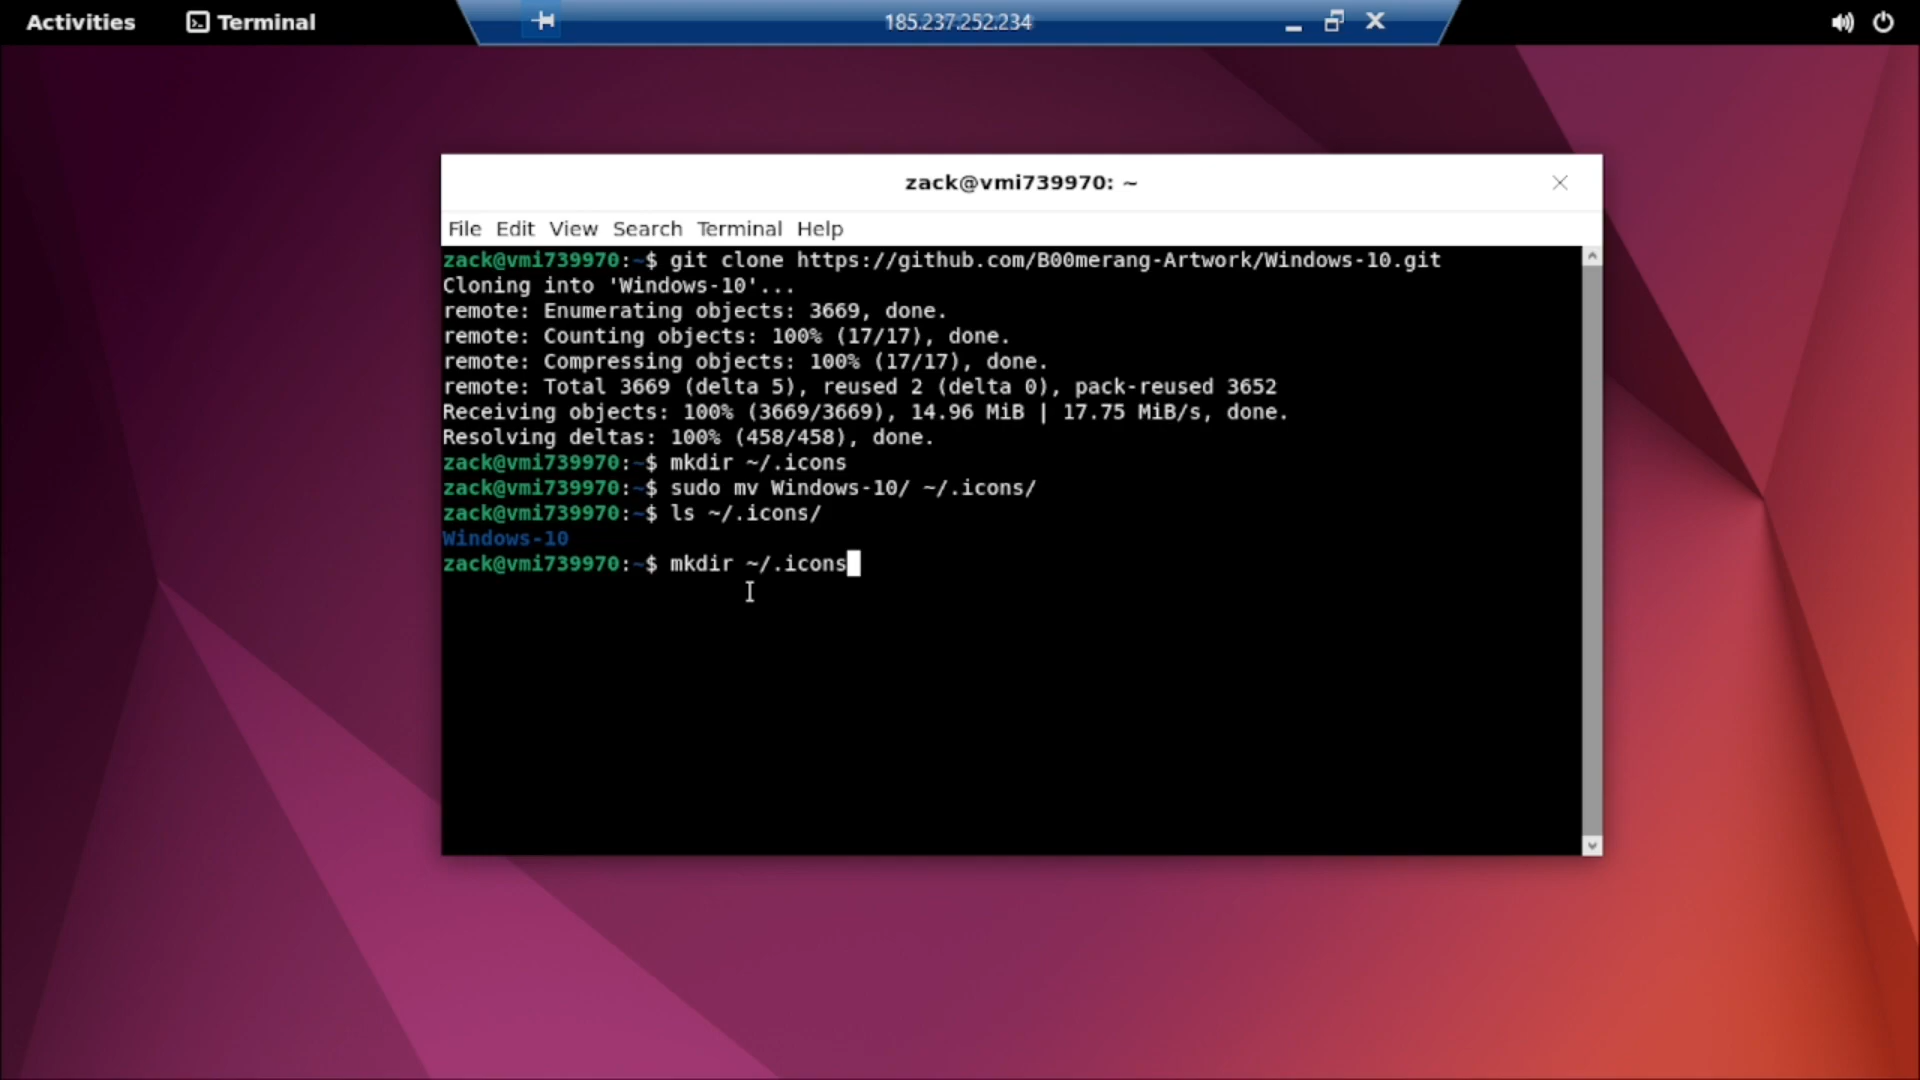 Activities Terminal 185.237.252.234
zack@vmi739970: ~
File Edit View Search Terminal Help
zack@vmi739970:~$ git clone https://github.com/B00merang-Artwork/Windows-10.git
Cloning into 'Windows-10'...
remote: Enumerating objects: 3669, done.
remote: Counting objects: 100% (17/17), done.
remote: Compressing objects: 100% (17/17), done.
remote: Total 3669 (delta 5), reused 2 (delta 0), pack-reused 3652
Receiving objects: 100% (3669/3669), 14.96 MiB | 17.75 MiB/s, done.
Resolving deltas: 100% (458/458), done.
zack@vmi739970:~$ mkdir ~/.icons
zack@vmi739970:~$ sudo mv Windows-10/ ~/.icons/
zack@vmi739970:~$ ls ~/.icons/
Windows-10
zack@vmi739970:~$ mkdir ~/.icons